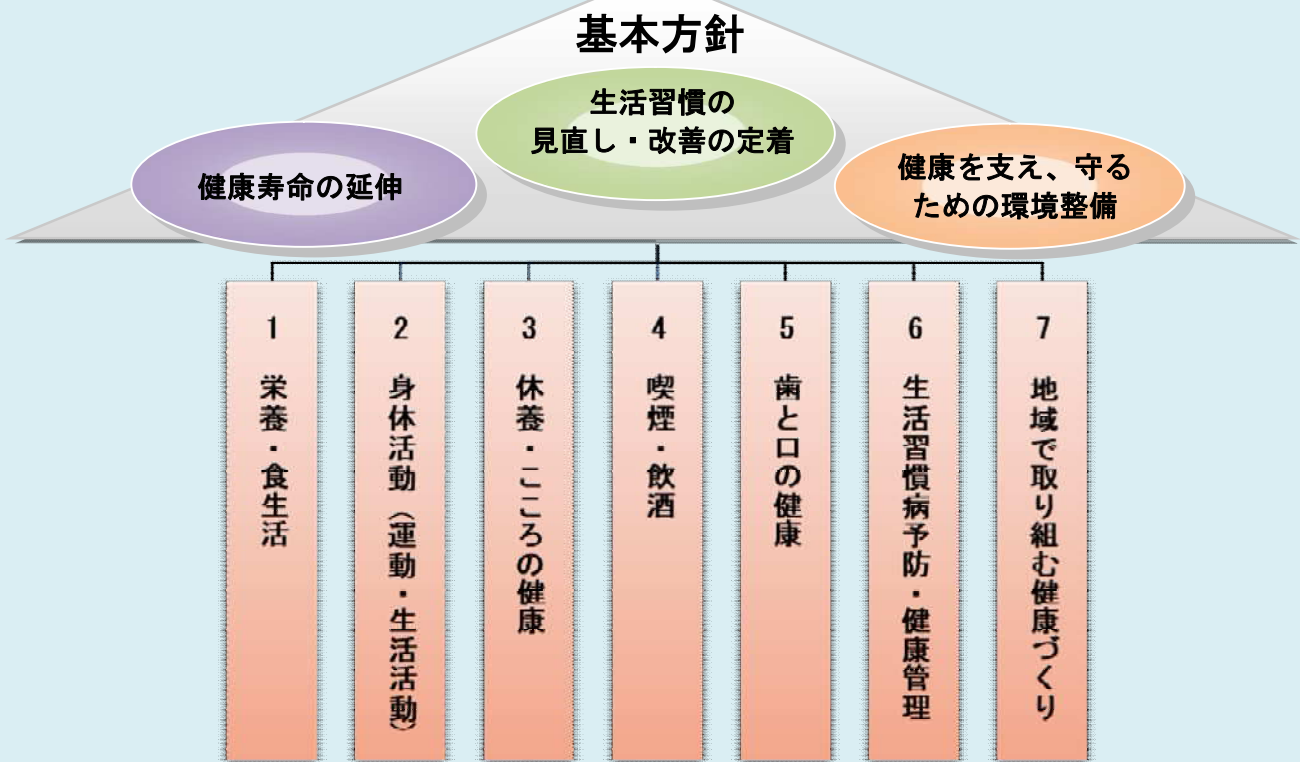 基本方針
生活習慣の
見直し・改善の定着
健康寿命の延伸
健康を支え、守る
ための環境整備
1 栄養・食生活
2 身体活動（運動・生活活動）
3 休養・こころの健康
4 喫煙・飲酒
5 歯と口の健康
6 生活習慣病予防・健康管理
7 地域で取り組む健康づくり